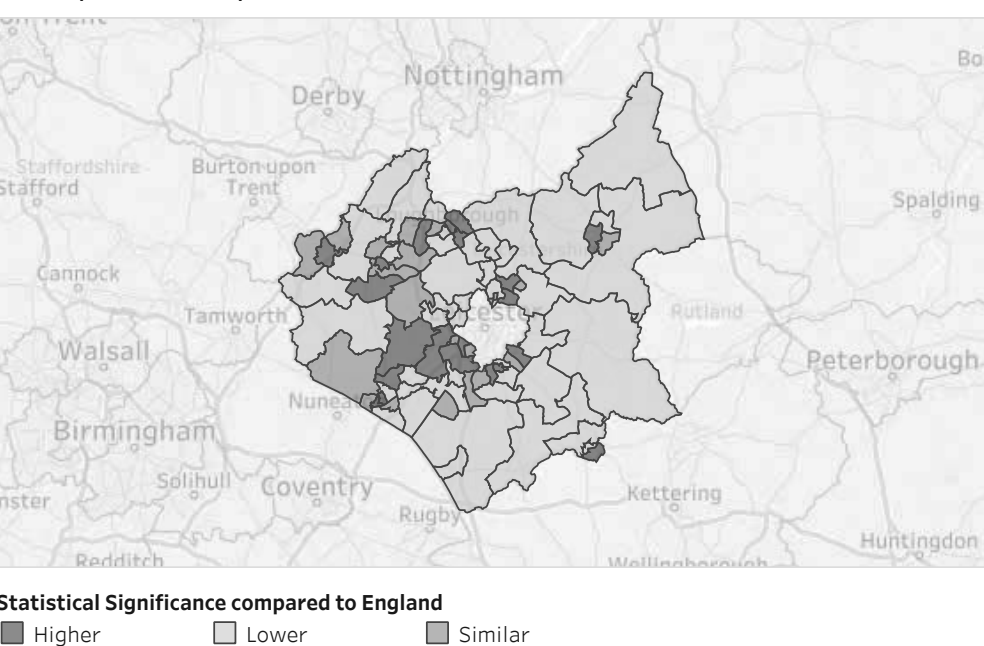 Nottingham
Derby
Staffordshire
Stafford
Burton upon
Trent
Spalding
Cannock
Tamworth
Rutland
Walsall
Peterborough
Birmingham
Solihull
Coventry
Kettering
Rugby
Huntingdon
Redditch
Wellingborough
Statistical Significance compared to England
Higher
Lower
Similar